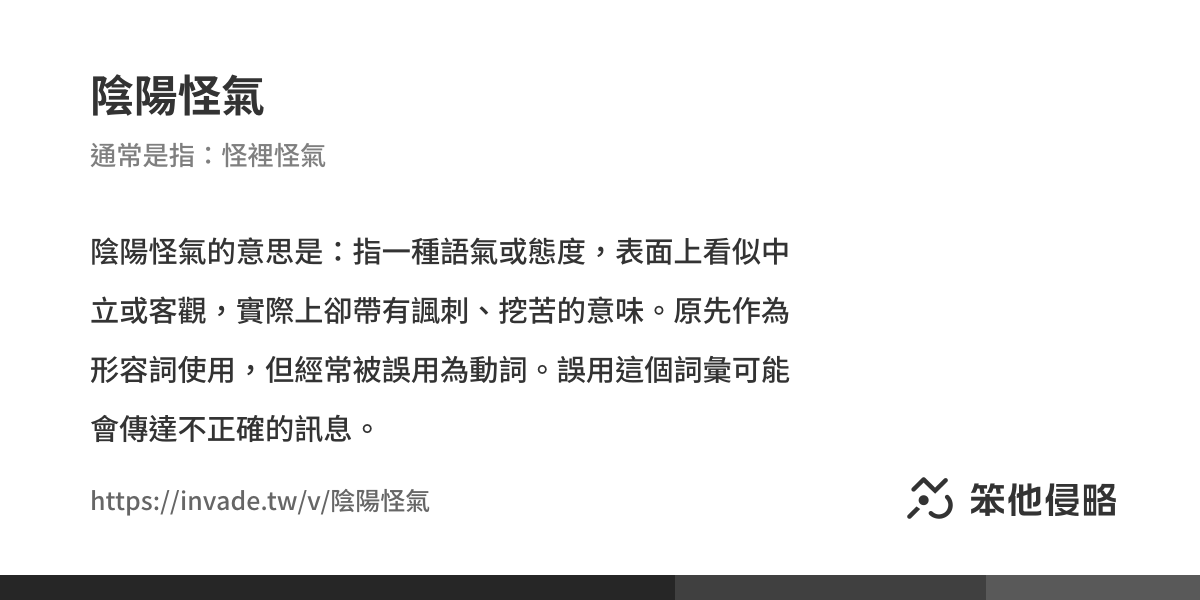 陰陽怪氣
通常是指：怪裡怪氣
陰陽怪氣的意思是：指一種語氣或態度，表面上看似中
立或客觀，實際上卻帶有諷刺、挖苦的意味。原先作為
形容詞使用，但經常被誤用為動詞。誤用這個詞彙可能
會傳達不正確的訊息。
https://invade.tw/v/陰陽怪氣
笨他侵略